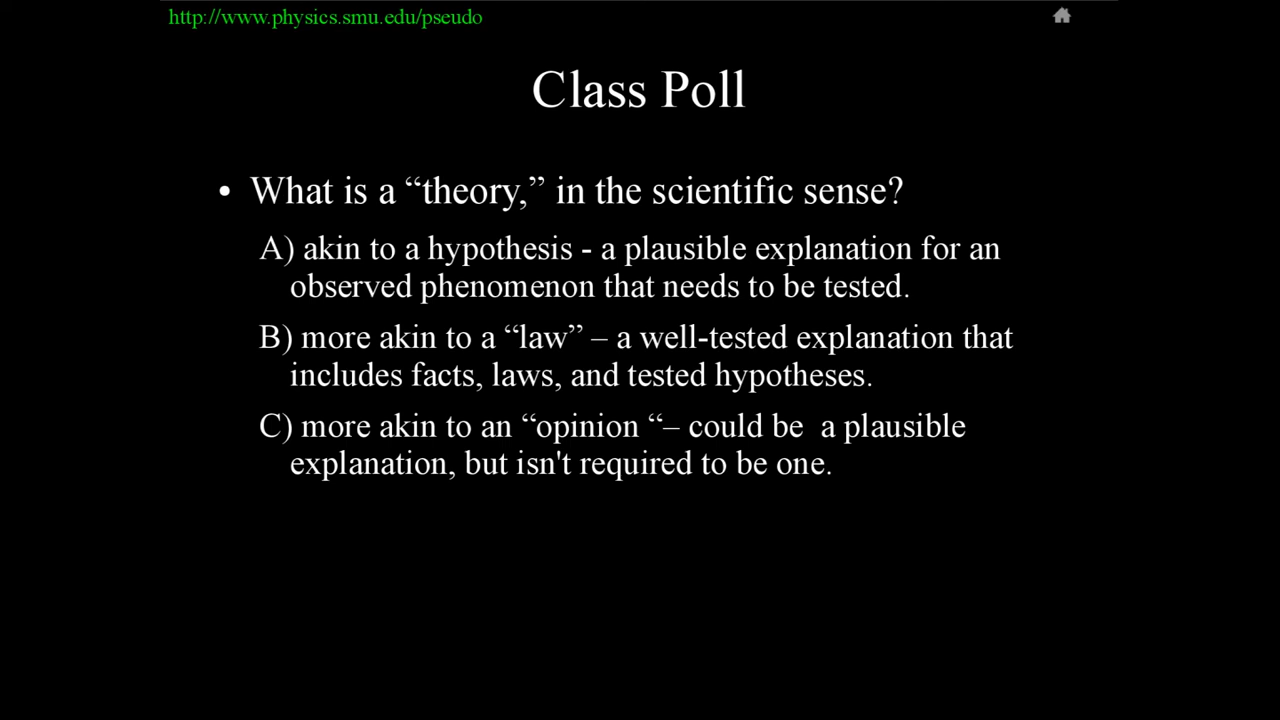 http://www.physics.smu.edu/pseudo
Class Poll
• What is a “theory,” in the scientific sense?
A) akin to a hypothesis - a plausible explanation for an
observed phenomenon that needs to be tested.
B) more akin to a “law” – a well-tested explanation that
includes facts, laws, and tested hypotheses.
C) more akin to an “opinion “– could be  a plausible
explanation, but isn't required to be one.